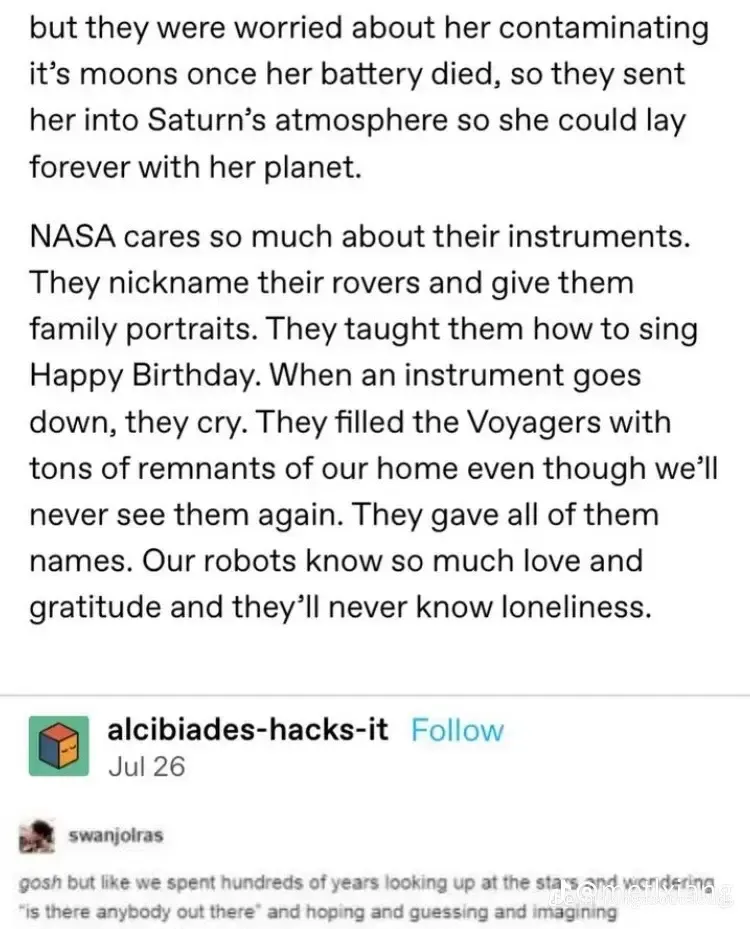 but they were worried about her contaminating
it's moons once her battery died, so they sent
her into Saturn's atmosphere so she could lay
forever with her planet.
NASA cares so much about their instruments.
They nickname their rovers and give them
family portraits. They taught them how to sing
Happy Birthday. When an instrument goes
down, they cry. They filled the Voyagers with
tons of remnants of our home even though we'll
never see them again. They gave all of them
names. Our robots know so much love and
gratitude and they'll never know loneliness.
alcibiades-hacks-it Follow
Jul 26
swanjolras
gosh but like we spent hundreds of years looking up at the stars and wondering
"is there anybody out there" and hoping and guessing and imagining